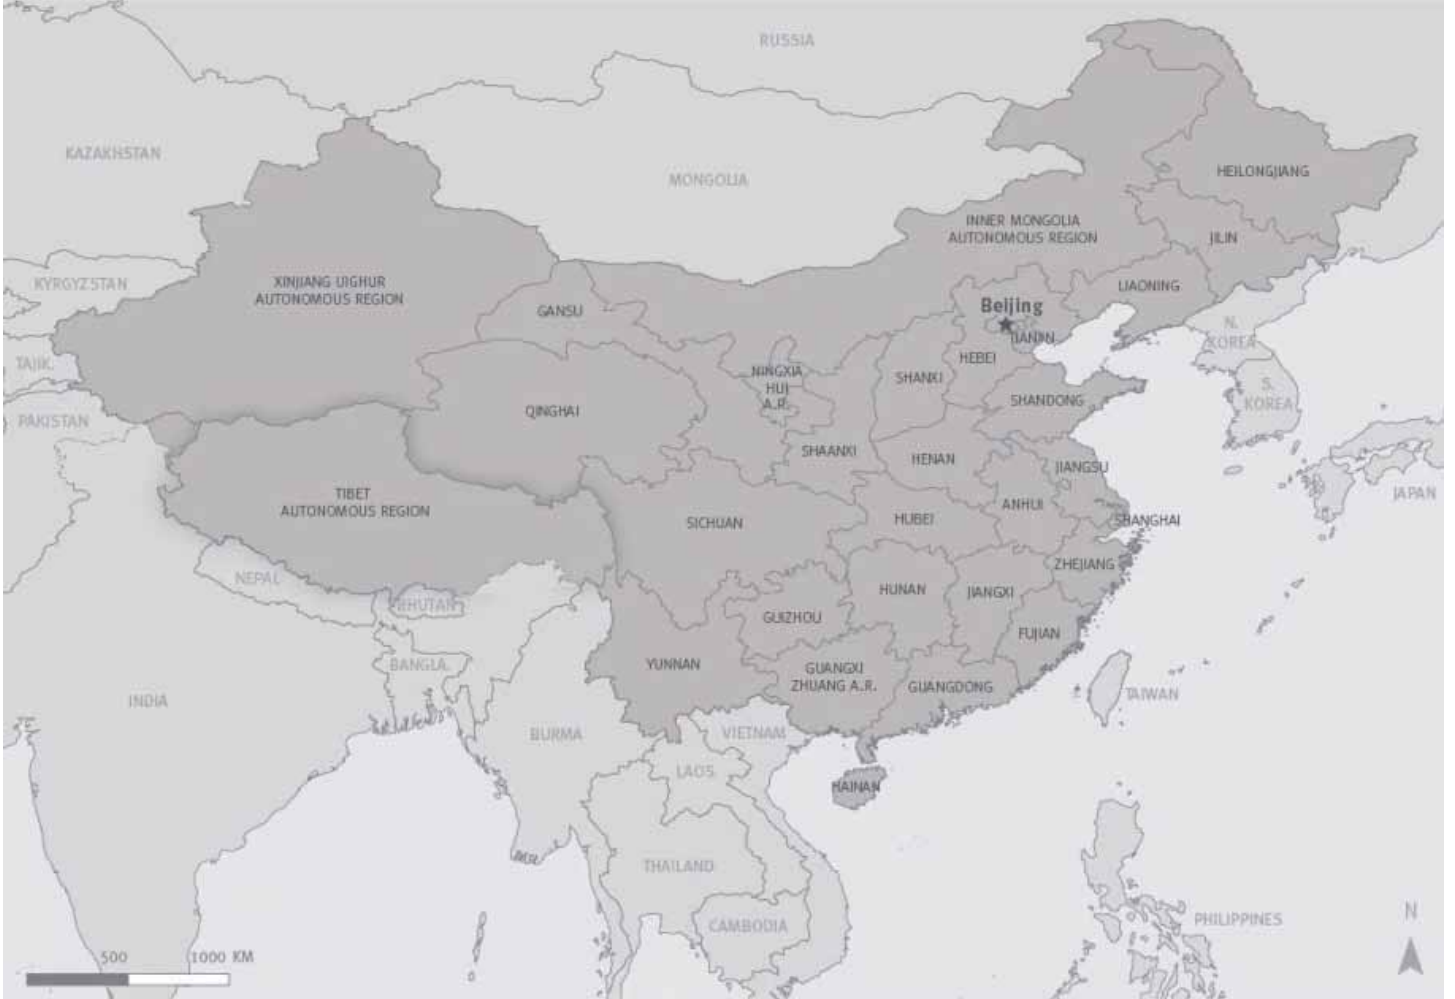 RUSSIA
KAZAKHSTAN
MONGOLIA
HEILONGJIANG
INNER MONGOLIA
AUTONOMOUS REGION
JILIN
KYRGYZSTAN
XINJIANG UIGHUR
AUTONOMOUS REGION
LIAONING
GANSU
Beijing
N.
KOREA
TIANJIN
TAJIK.
HEBEI
NINGXIA
HUI
A.R.
SHANXI
S.
KOREA
SHANDONG
PAKISTAN
QINGHAI
SHAANXI
HENAN
JIANGSU
JAPAN
TIBET
AUTONOMOUS REGION
SICHUAN
HUBEI
ANHUI
SHANGHAI
NEPAL
BHUTAN
ZHEJIANG
HUNAN
JIANGXI
GUIZHOU
FUJIAN
BANGLA.
YUNNAN
GUANGXI
ZHUANG A.R.
GUANGDONG
TAIWAN
INDIA
BURMA
VIETNAM
LAOS
HAINAN
THAILAND
CAMBODIA
PHILIPPINES
N
500 1000 KM